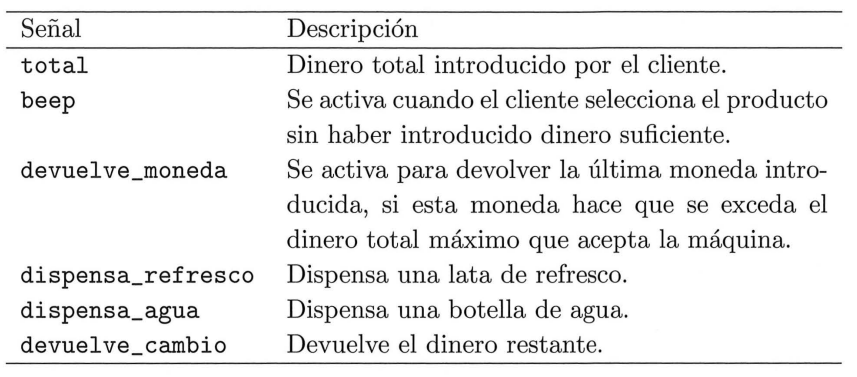 Señal Descripción
total Dinero total introducido por el cliente.
beep Se activa cuando el cliente selecciona el producto
sin haber introducido dinero suficiente.
devuelve_moneda Se activa para devolver la última moneda intro-
ducida, si esta moneda hace que se exceda el
dinero total máximo que acepta la máquina.
dispensa_refresco Dispensa una lata de refresco.
dispensa_agua Dispensa una botella de agua.
devuelve_cambio Devuelve el dinero restante.